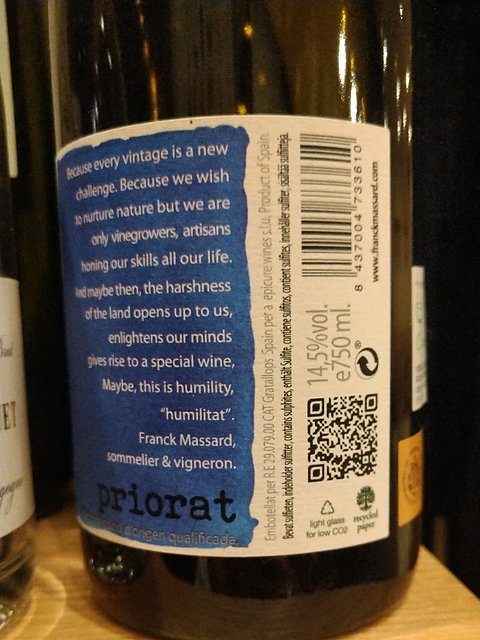 Because every vintage is a new
challenge. Because we wish
to nurture nature but we are
only vinegrowers, artisans
honing our skills all our life.
And maybe then, the harshness
of the land opens up to us,
enlightens our minds
gives rise to a special wine,
Maybe, this is humility,
"humilitat".
Franck Massard,
sommelier & vigneron.
priorat
d'origen qualificada.
Embotellat per R.E 29.079.00 CAT Gratallops Spain per a epicure wines s.l.u. Product of Spain.
Bevat sulfieten, indeholder sulfitter, contains sulphites, enthält Sulfite, contiene sulfitos, contient sulfites, innehåller sulfiter, sisältää sulfiitteja.
14,5%vol.
e750 ml.
8 437004 733610
www.franckmassard.com
light glass
for low CO2
recycled
paper